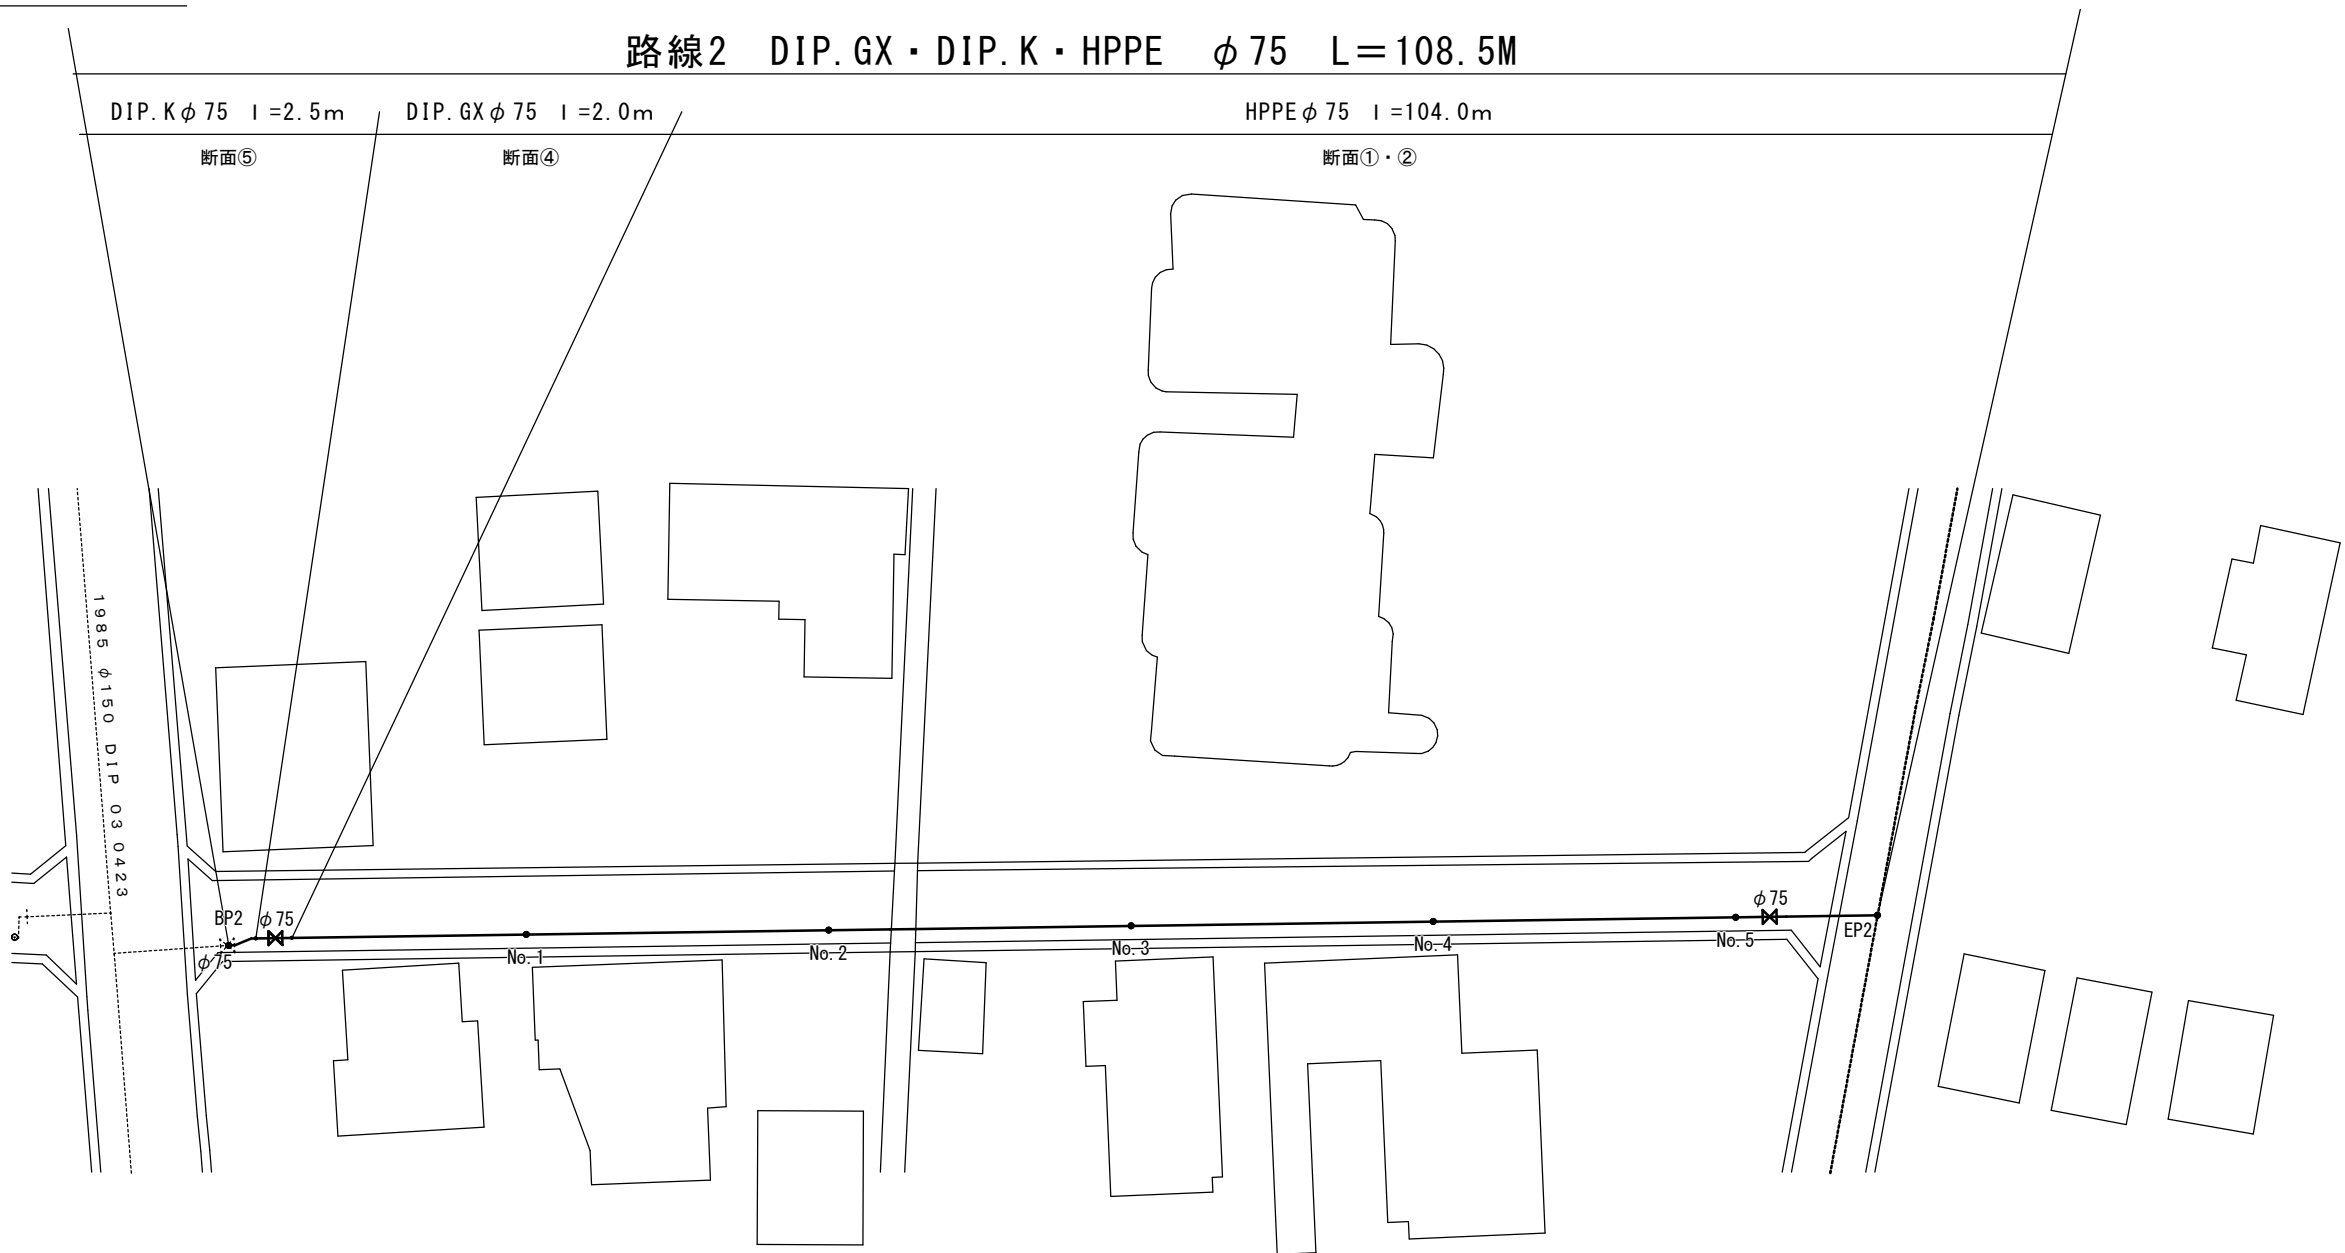 路線2 DIP.GX・DIP.K・HPPE φ75 L=108.5M
DIP.Kφ75 l=2.5m
DIP.GXφ75 l=2.0m
HPPEφ75 l=104.0m
断面⑤
断面④
断面①・②
1985 φ150 DIP 03 0423
BP2
φ75
φ75
No.1
No.2
No.3
No.4
No.5
φ75
EP2